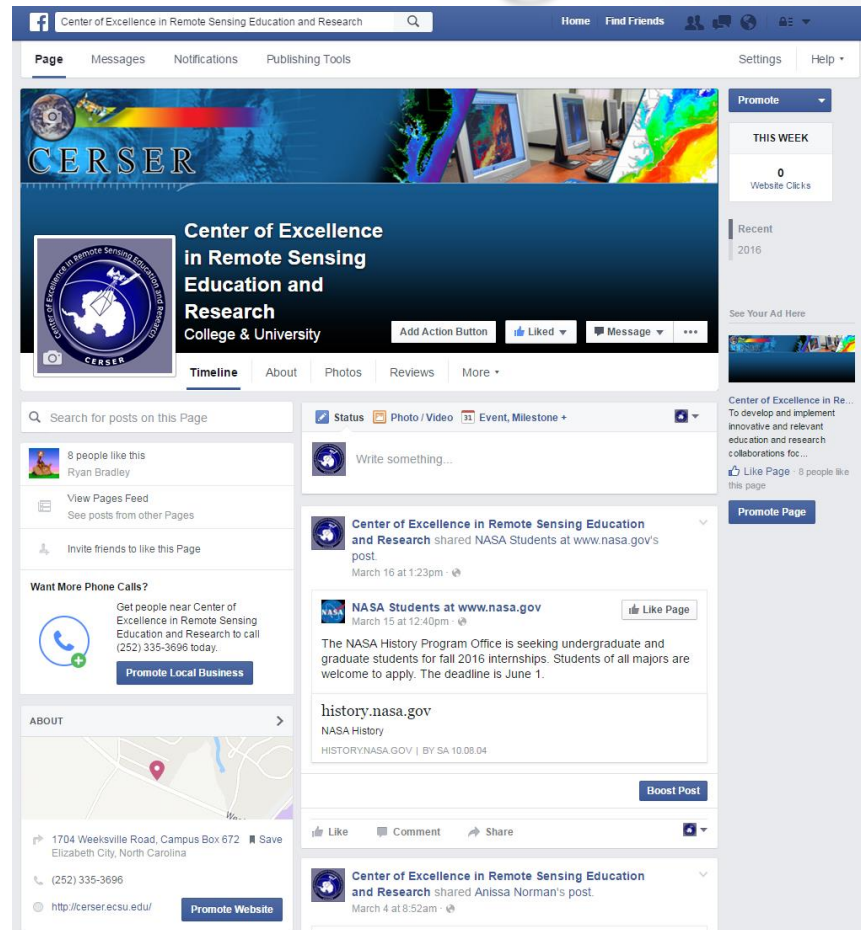 Center of Excellence in Remote Sensing Education and Research
Home Find Friends
Page Messages Notifications Publishing Tools Settings Help
CERSER
Center of Excellence
in Remote Sensing
Education and
Research
College & University
Center of Excellence in Remote Sensing Education and Research
CERSER
Add Action Button Liked Message ...
Timeline About Photos Reviews More
Promote
THIS WEEK
0
Website Clicks
Recent
2016
See Your Ad Here
Center of Excellence in Re...
To develop and implement
innovative and relevant
education and research
collaborations foc...
Like Page · 8 people like
this page
Promote Page
Search for posts on this Page
8 people like this
Ryan Bradley
View Pages Feed
See posts from other Pages
Invite friends to like this Page
Want More Phone Calls?
Get people near Center of
Excellence in Remote Sensing
Education and Research to call
(252) 335-3696 today.
Promote Local Business
ABOUT
1704 Weeksville Road, Campus Box 672 Save
Elizabeth City, North Carolina
(252) 335-3696
http://cerser.ecsu.edu/ Promote Website
Status Photo / Video 31 Event, Milestone +
Write something...
Center of Excellence in Remote Sensing Education
and Research shared NASA Students at www.nasa.gov's
post.
March 16 at 1:23pm ·
NASA
NASA Students at www.nasa.gov Like Page
March 15 at 12:40pm ·
The NASA History Program Office is seeking undergraduate and
graduate students for fall 2016 internships. Students of all majors are
welcome to apply. The deadline is June 1.
history.nasa.gov
NASA History
HISTORY.NASA.GOV | BY SA 10.08.04
Boost Post
Like Comment Share
Center of Excellence in Remote Sensing Education
and Research shared Anissa Norman's post.
March 4 at 8:52am ·